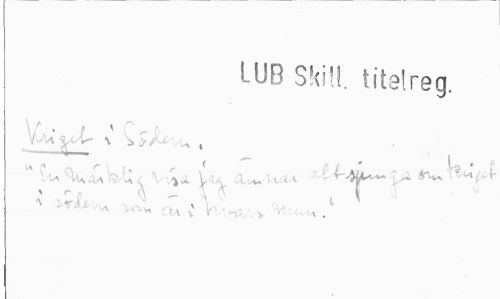 LUB Skill. titelreg.
Kriget i Södern.
"En märklig visa jag ämnar att sjunga om kriget
i södern som är i hvars mun."